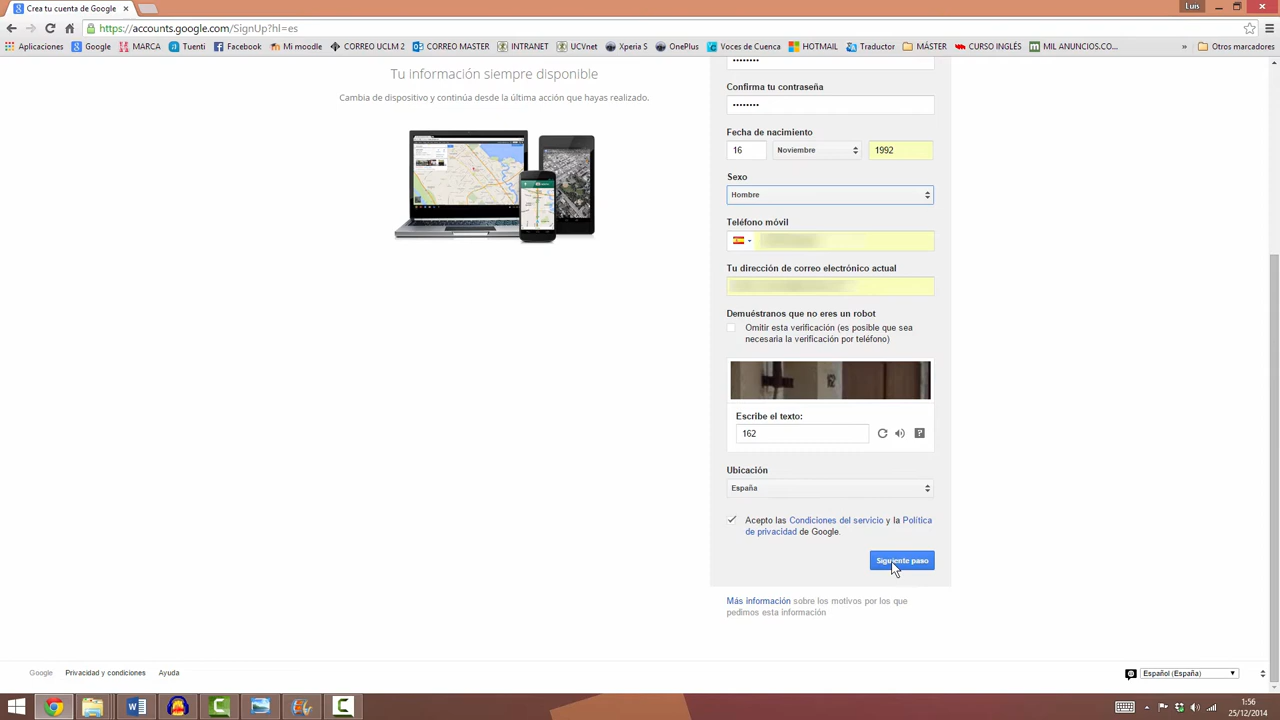 Crea tu cuenta de Google
Luis
https://accounts.google.com/SignUp?hl=es
Aplicaciones Google MARCA Tuenti Facebook Mi moodle CORREO UCLM 2 CORREO MASTER INTRANET UCVnet Xperia S OnePlus Voces de Cuenca HOTMAIL Traductor MÁSTER CURSO INGLÉS MIL ANUNCIOS.CO... » Otros marcadores
Tu información siempre disponible
Cambia de dispositivo y continúa desde la última acción que hayas realizado.
Confirma tu contraseña
Fecha de nacimiento
16 Noviembre 1992
Sexo
Hombre
Teléfono móvil
Tu dirección de correo electrónico actual
Demuéstranos que no eres un robot
Omitir esta verificación (es posible que sea
necesaria la verificación por teléfono)
Escribe el texto:
162
Ubicación
España
Acepto las Condiciones del servicio y la Política
de privacidad de Google.
Siguiente paso
Más información sobre los motivos por los que
pedimos esta información
Google Privacidad y condiciones Ayuda
Español (España)
1:56
25/12/2014